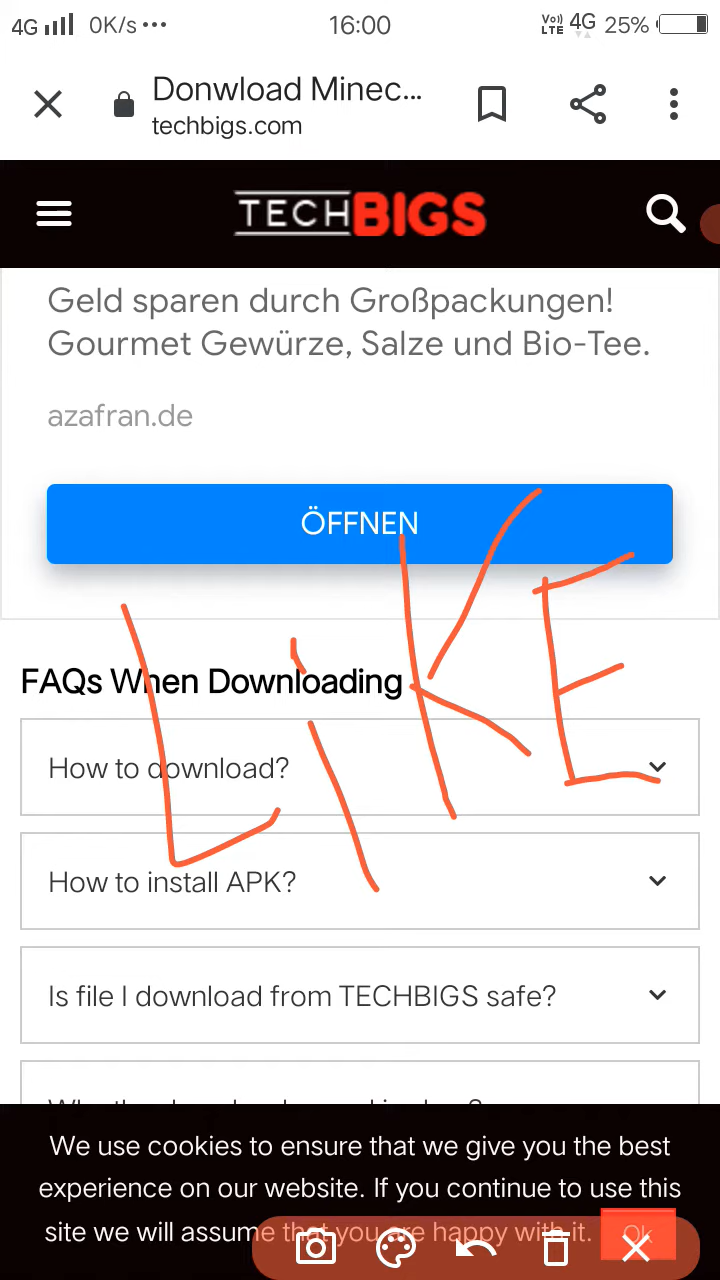 4G 0K/s ••• 16:00 Vo)) LTE 4G 25%
Donwload Minec...
techbigs.com
TECHBIGS
Geld sparen durch Großpackungen!
Gourmet Gewürze, Salze und Bio-Tee.
azafran.de
ÖFFNEN
LiKE
FAQs When Downloading
How to download?
How to install APK?
Is file I download from TECHBIGS safe?
We use cookies to ensure that we give you the best
experience on our website. If you continue to use this
site we will assume that you are happy with it. Ok